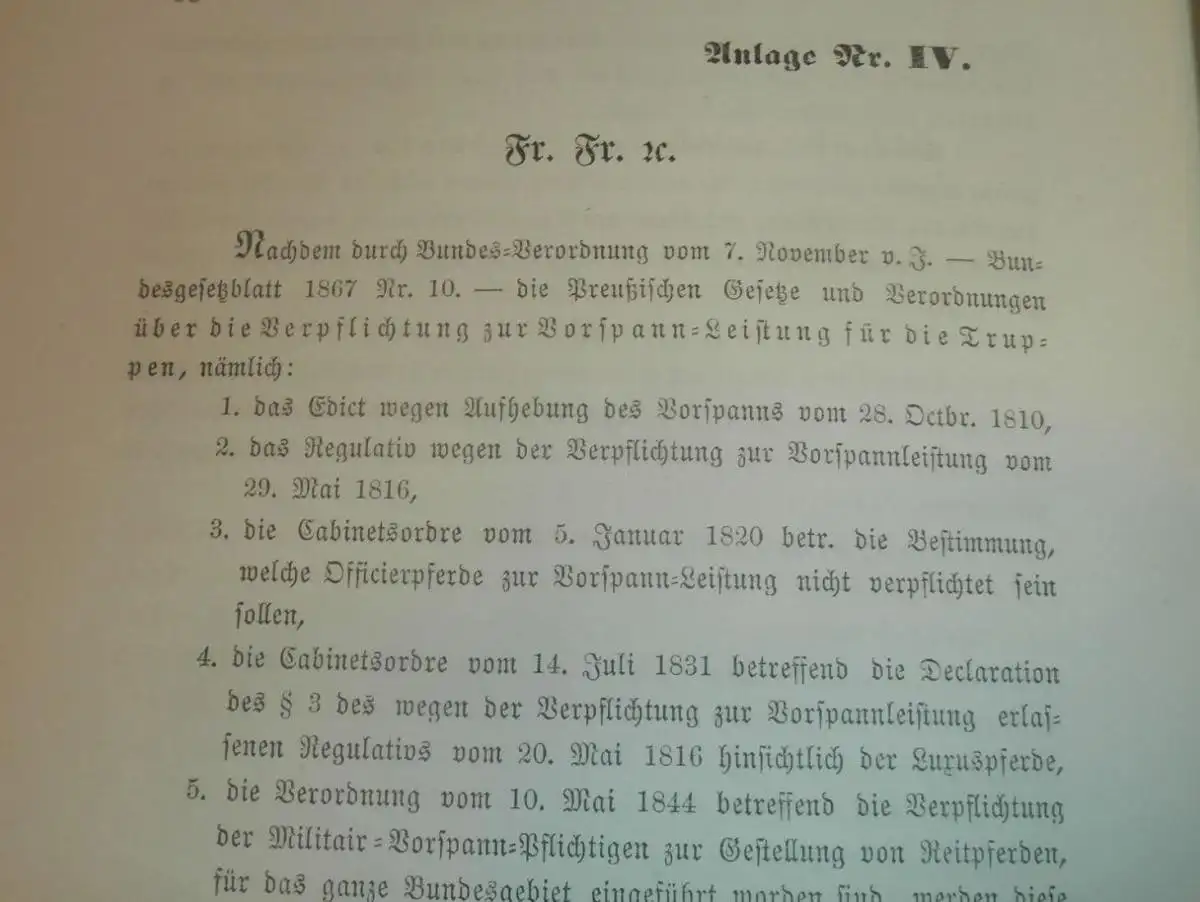 Anlage Nr. IV.
Fr. Fr. ꝛc.
Nachdem durch Bundes-Verordnung vom 7. November v. J. — Bun-
desgesetzblatt 1867 Nr. 10. — die Preußischen Gesetze und Verordnungen
über die Verpflichtung zur Vorspann-Leistung für die Trup-
pen, nämlich:
1. das Edict wegen Aufhebung des Vorspanns vom 28. Octbr. 1810,
2. das Regulativ wegen der Verpflichtung zur Vorspannleistung vom
29. Mai 1816,
3. die Cabinetsordre vom 5. Januar 1820 betr. die Bestimmung,
welche Officierpferde zur Vorspann-Leistung nicht verpflichtet sein
sollen,
4. die Cabinetsordre vom 14. Juli 1831 betreffend die Declaration
des § 3 des wegen der Verpflichtung zur Vorspannleistung erlas-
senen Regulativs vom 20. Mai 1816 hinsichtlich der Luxuspferde,
5. die Verordnung vom 10. Mai 1844 betreffend die Verpflichtung
der Militair-Vorspann-Pflichtigen zur Gestellung von Reitpferden,
für das ganze Bundesgebiet eingeführt worden sind, werden diese